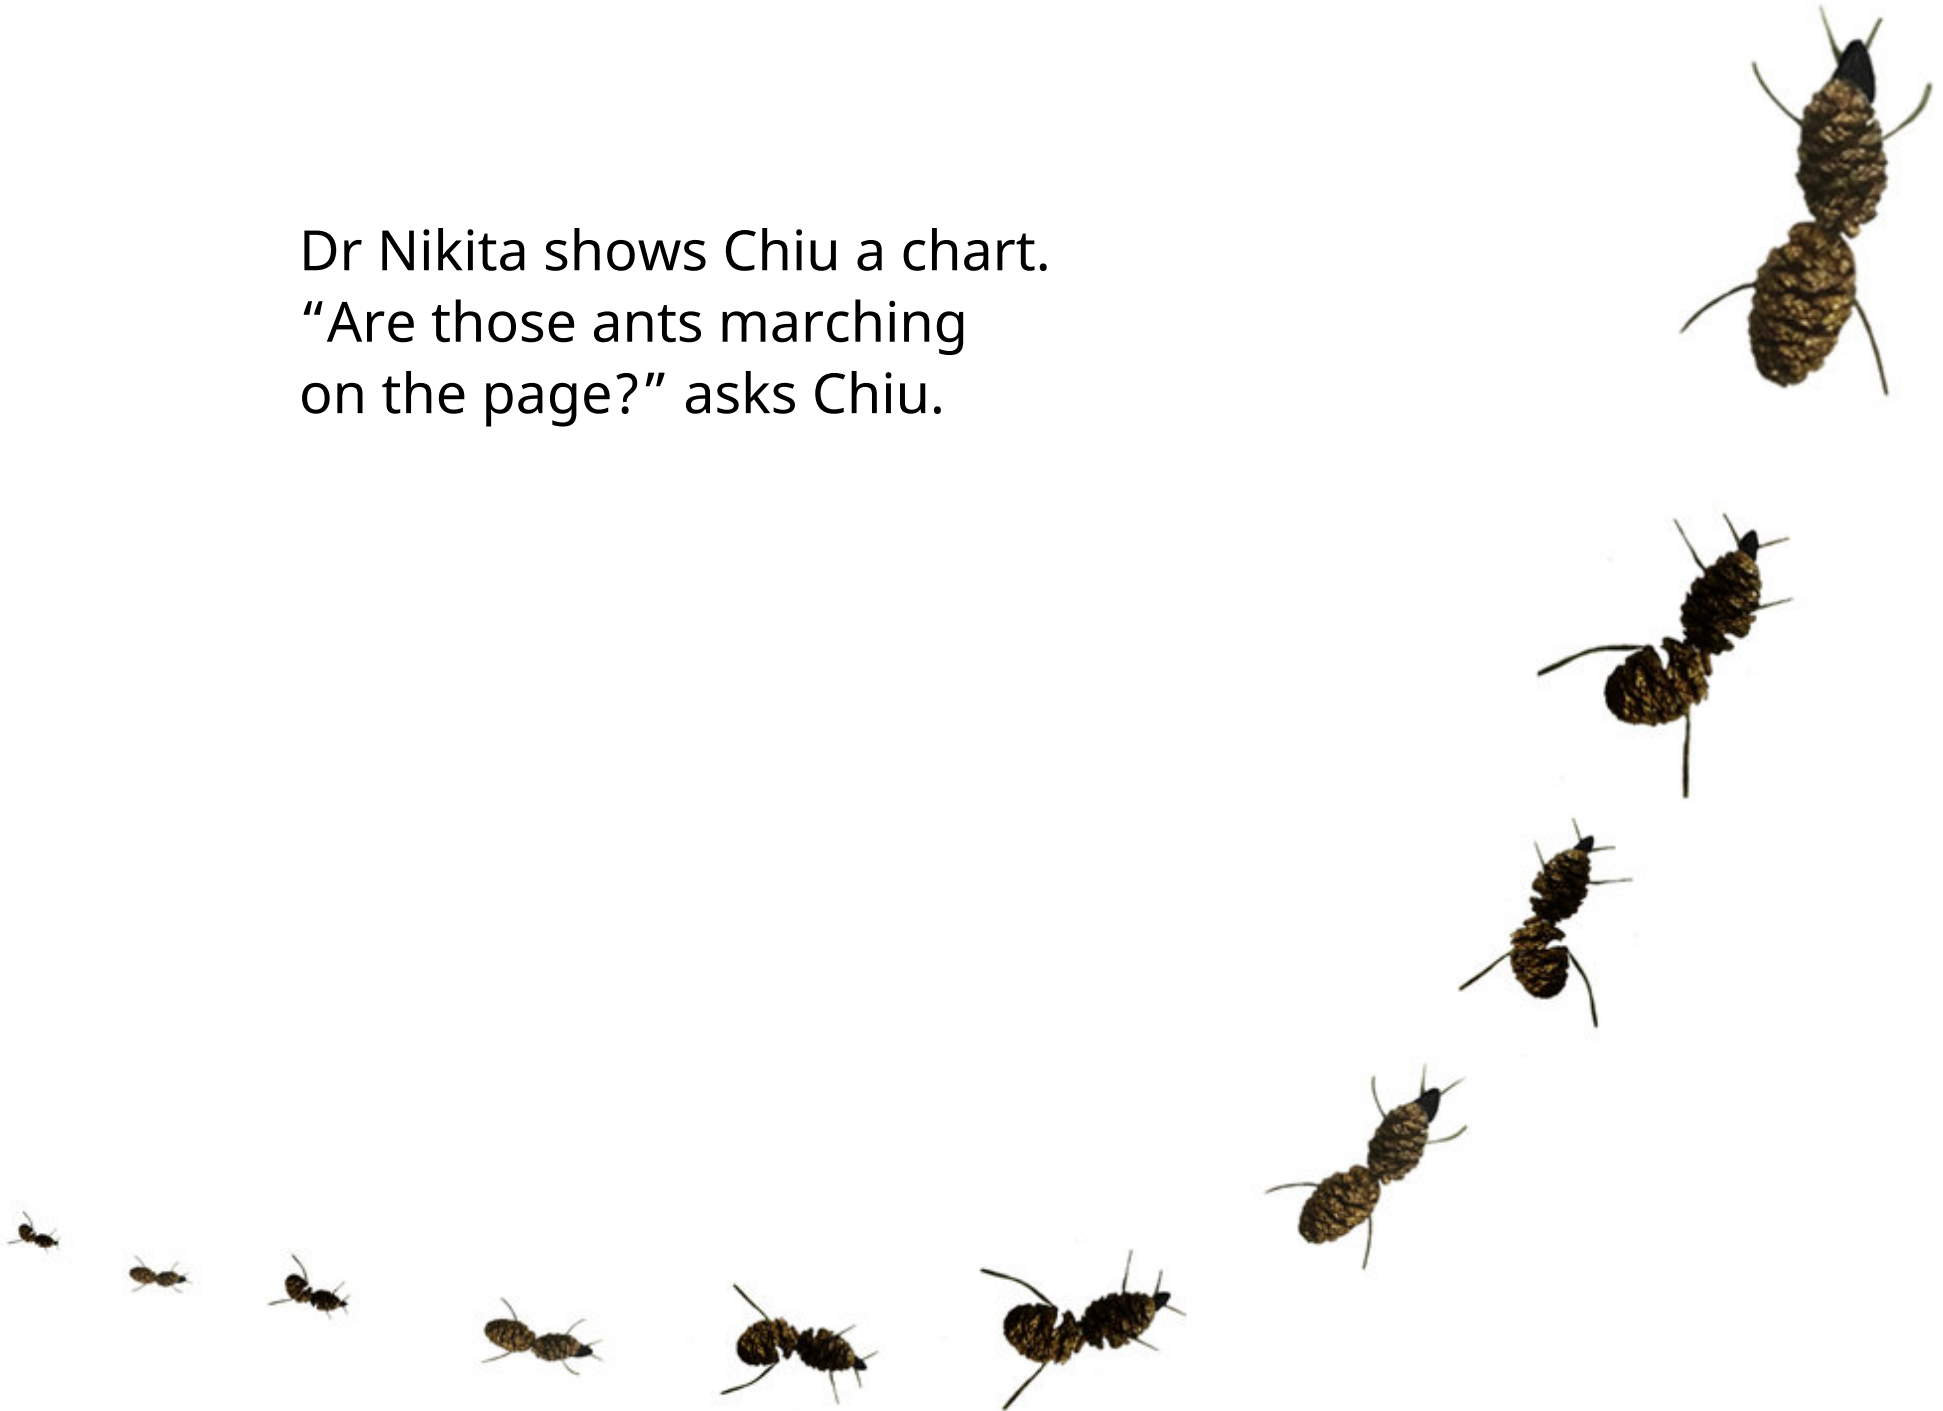 Dr Nikita shows Chiu a chart.
“Are those ants marching
on the page?” asks Chiu.